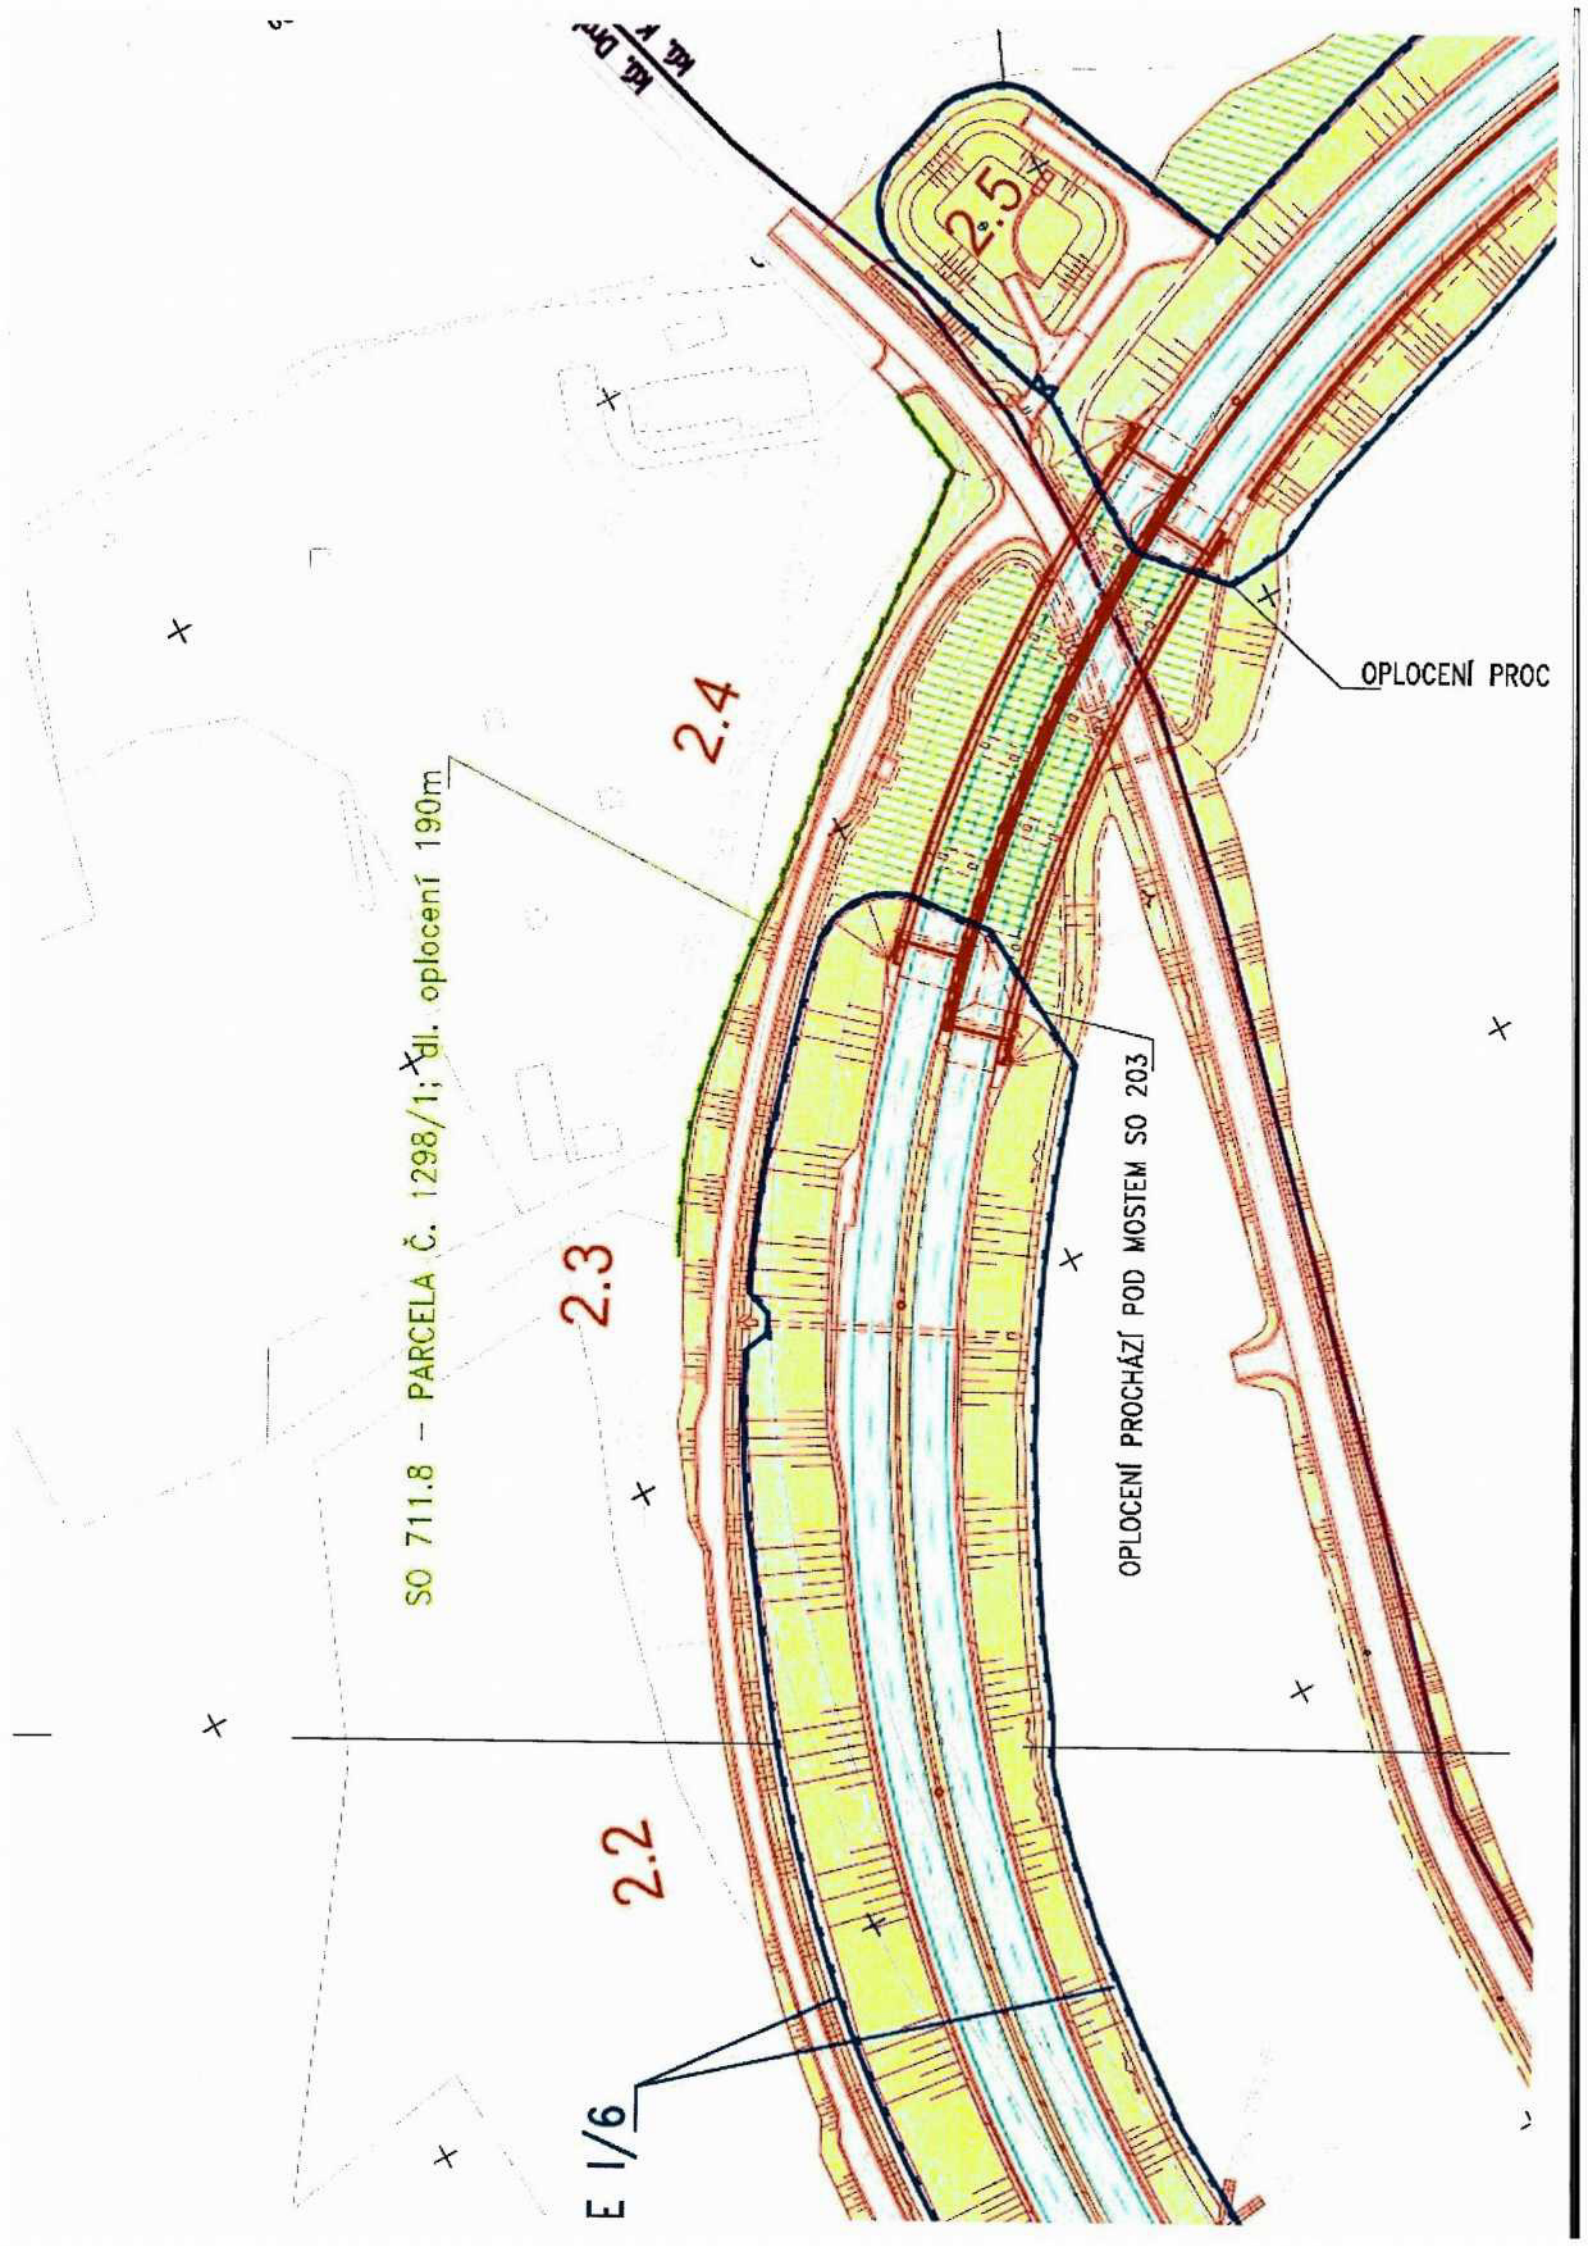 k.ú.
k.ú.
2.5
OPLOCENÍ PROC
2.4
SO 711.8 – PARCELA Č. 1298/1; dl. oplocení 190m
2.3
OPLOCENÍ PROCHÁZÍ POD MOSTEM SO 203
2.2
E I/6